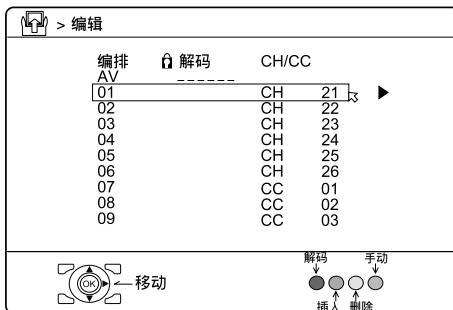 > 编辑
编排 解码 CH/CC
AV ------
01 CH 21
02 CH 22
03 CH 23
04 CH 24
05 CH 25
06 CH 26
07 CC 01
08 CC 02
09 CC 03
OK 移动
解码 手动
插人 删除